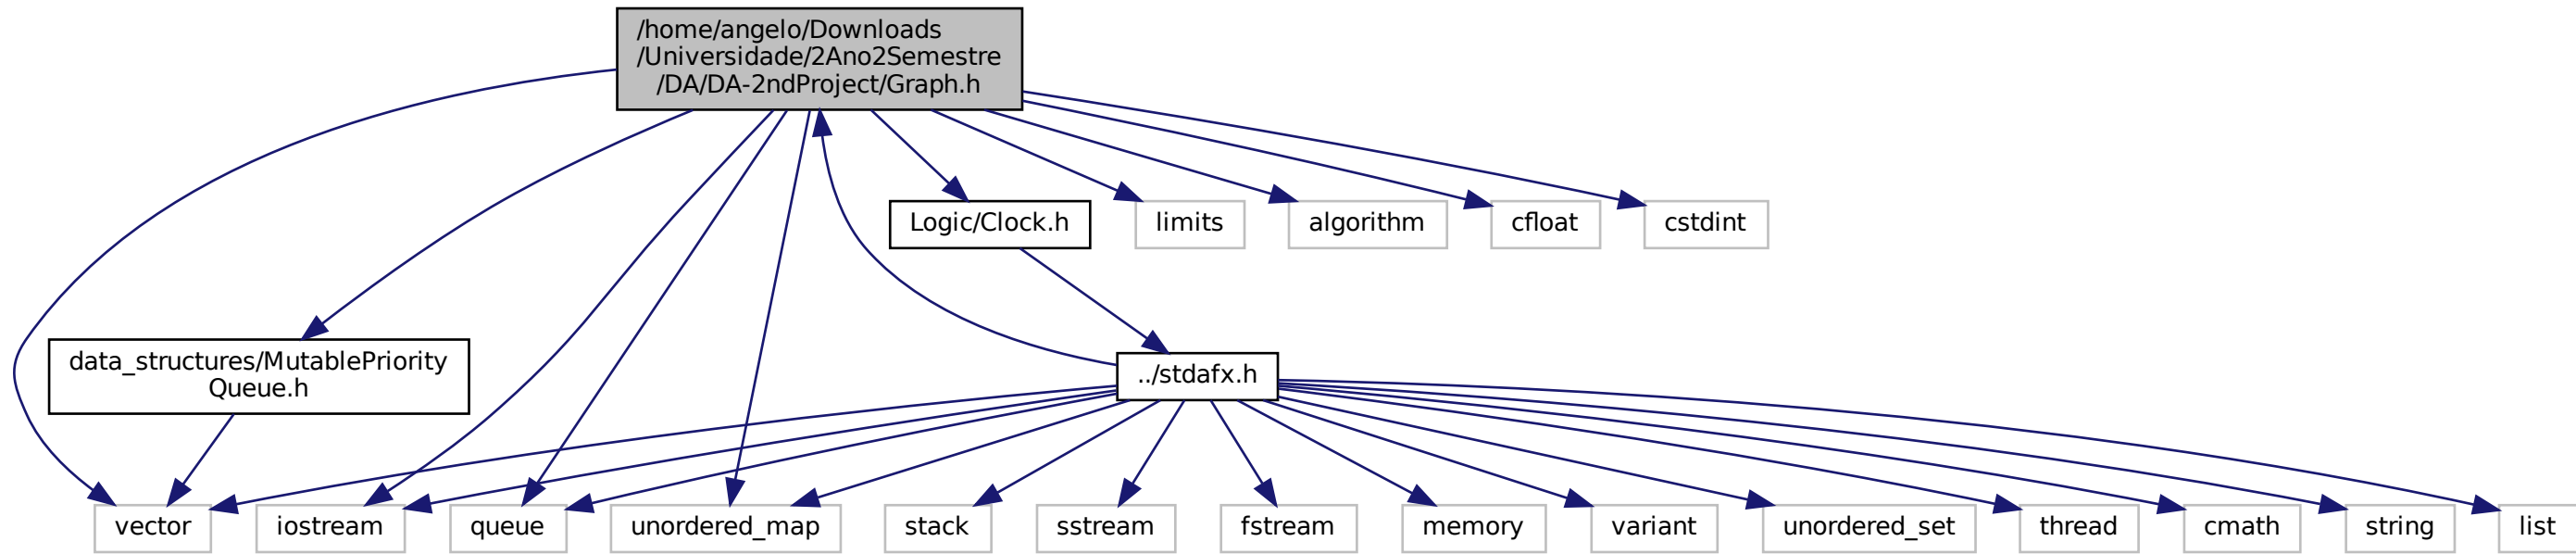 /home/angelo/Downloads
/Universidade/2Ano2Semestre
/DA/DA-2ndProject/Graph.h
Logic/Clock.h
limits
algorithm
cfloat
cstdint
data_structures/MutablePriority
Queue.h
../stdafx.h
vector
iostream
queue
unordered_map
stack
sstream
fstream
memory
variant
unordered_set
thread
cmath
string
list